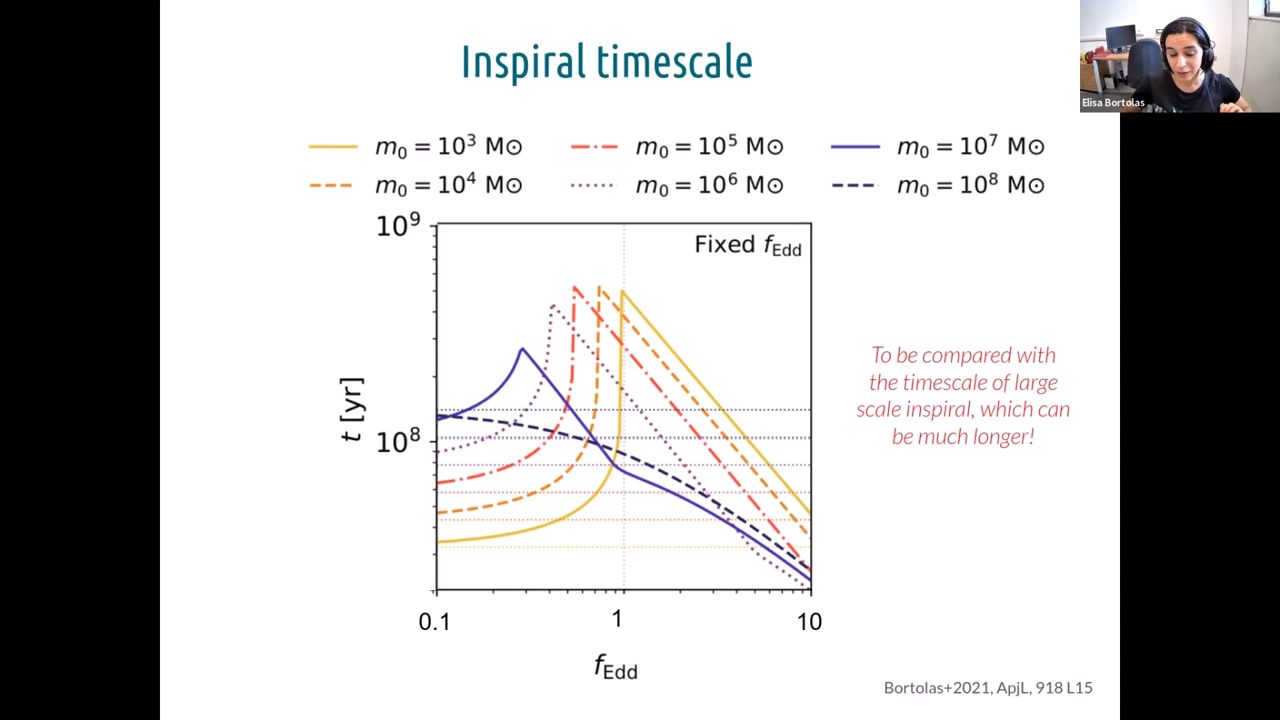 Inspiral timescale
Elisa Bortolas
m₀ = 10³ M⊙
m₀ = 10⁵ M⊙
m₀ = 10⁷ M⊙
m₀ = 10⁴ M⊙
m₀ = 10⁶ M⊙
m₀ = 10⁸ M⊙
10⁹
Fixed f_Edd
t [yr]
10⁸
0.1
1
10
f_Edd
To be compared with
the timescale of large
scale inspiral, which can
be much longer!
Bortolas+2021, ApjL, 918 L15